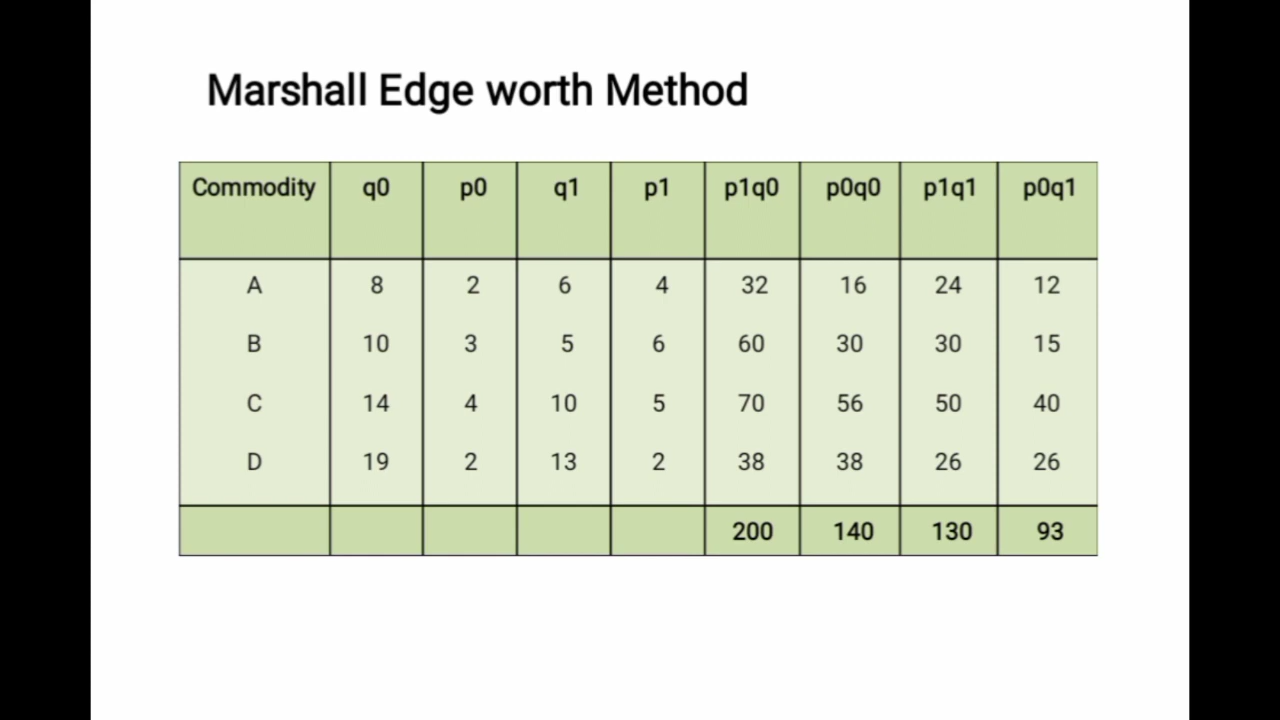 Marshall Edge worth Method
Commodity q0 p0 q1 p1 p1q0 p0q0 p1q1 p0q1
A 8 2 6 4 32 16 24 12
B 10 3 5 6 60 30 30 15
C 14 4 10 5 70 56 50 40
D 19 2 13 2 38 38 26 26
200 140 130 93